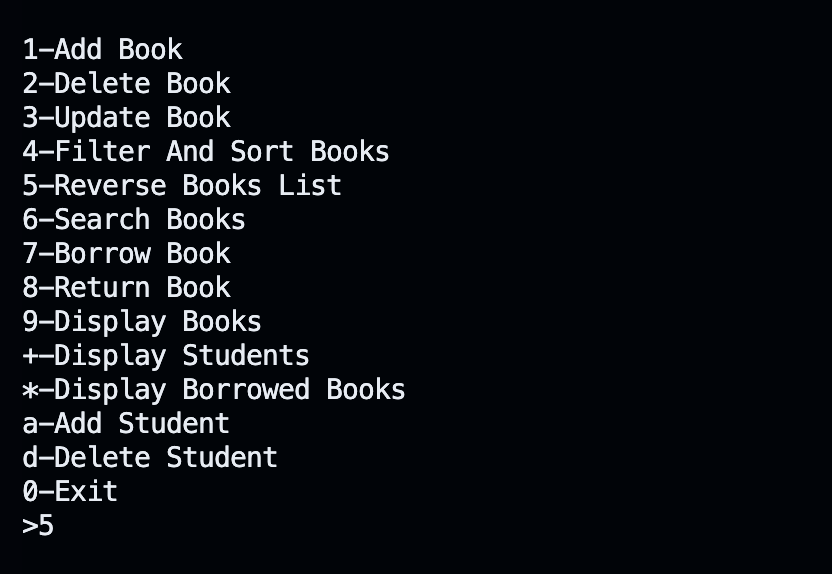 1-Add Book
2-Delete Book
3-Update Book
4-Filter And Sort Books
5-Reverse Books List
6-Search Books
7-Borrow Book
8-Return Book
9-Display Books
+-Display Students
*-Display Borrowed Books
a-Add Student
d-Delete Student
0-Exit
>5